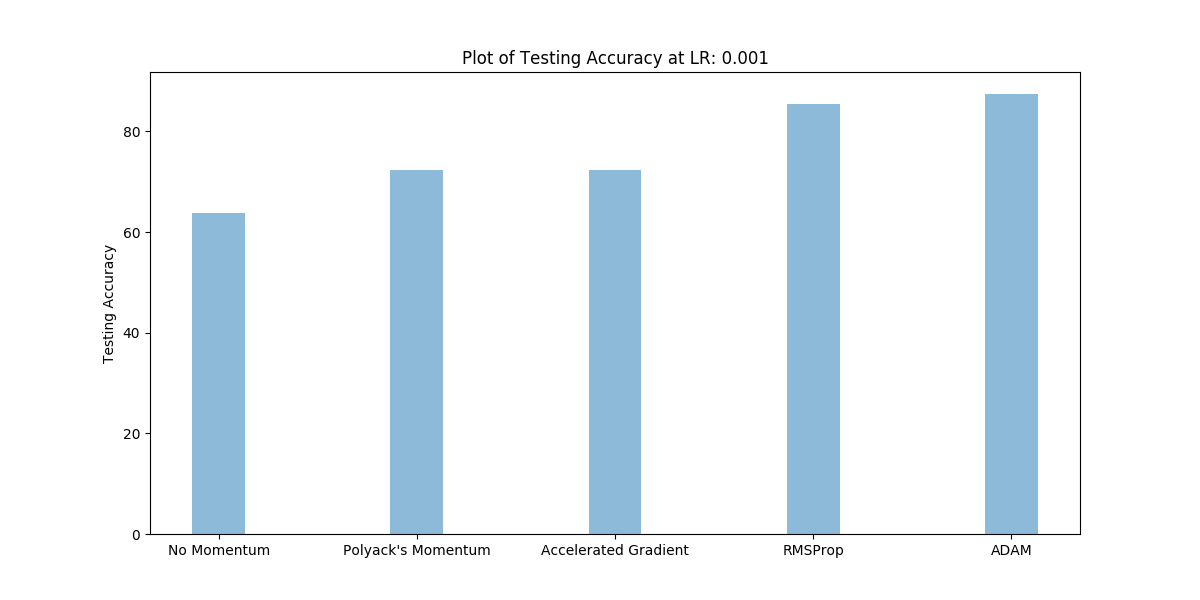 Plot of Testing Accuracy at LR: 0.001
80
60
40
20
0
Testing Accuracy
No Momentum
Polyack's Momentum
Accelerated Gradient
RMSProp
ADAM